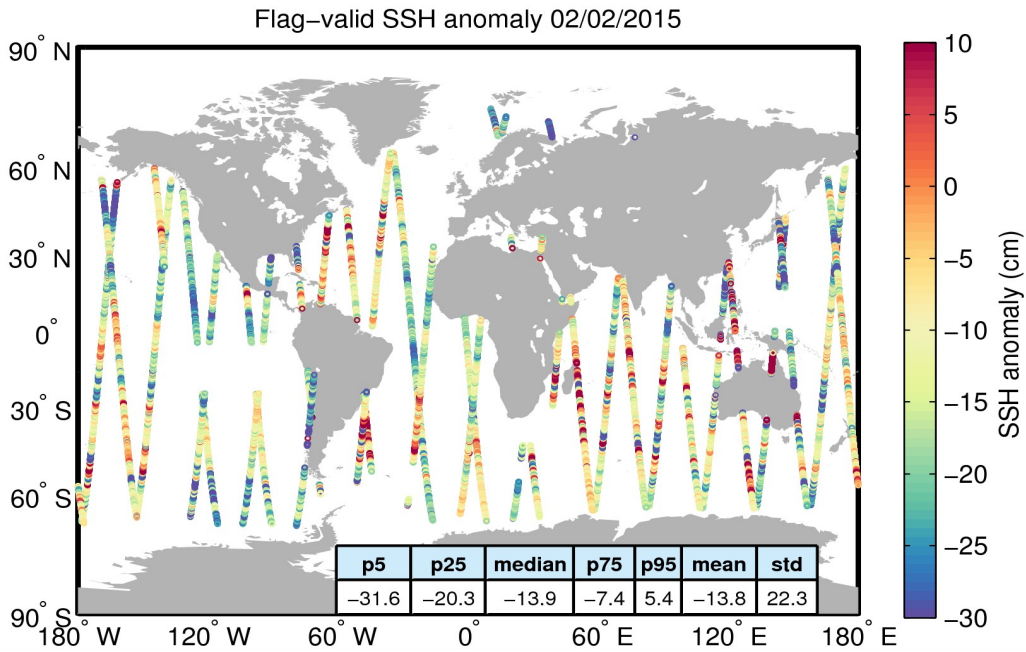 Flag−valid SSH anomaly 02/02/2015
90° N
60° N
30° N
0°
30° S
60° S
90° S
180° W
120° W
60° W
0°
60° E
120° E
180° E
p5 p25 median p75 p95 mean std
−31.6 −20.3 −13.9 −7.4 5.4 −13.8 22.3
10
5
0
−5
−10
−15
−20
−25
−30
SSH anomaly (cm)